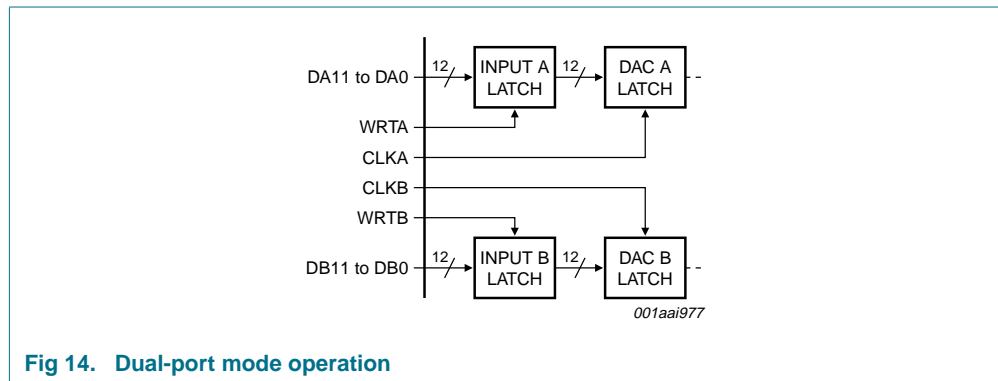 DA11 to DA0
12
INPUT A
LATCH
12
DAC A
LATCH
WRTA
CLKA
CLKB
WRTB
DB11 to DB0
12
INPUT B
LATCH
12
DAC B
LATCH
001aai977
Fig 14. Dual-port mode operation